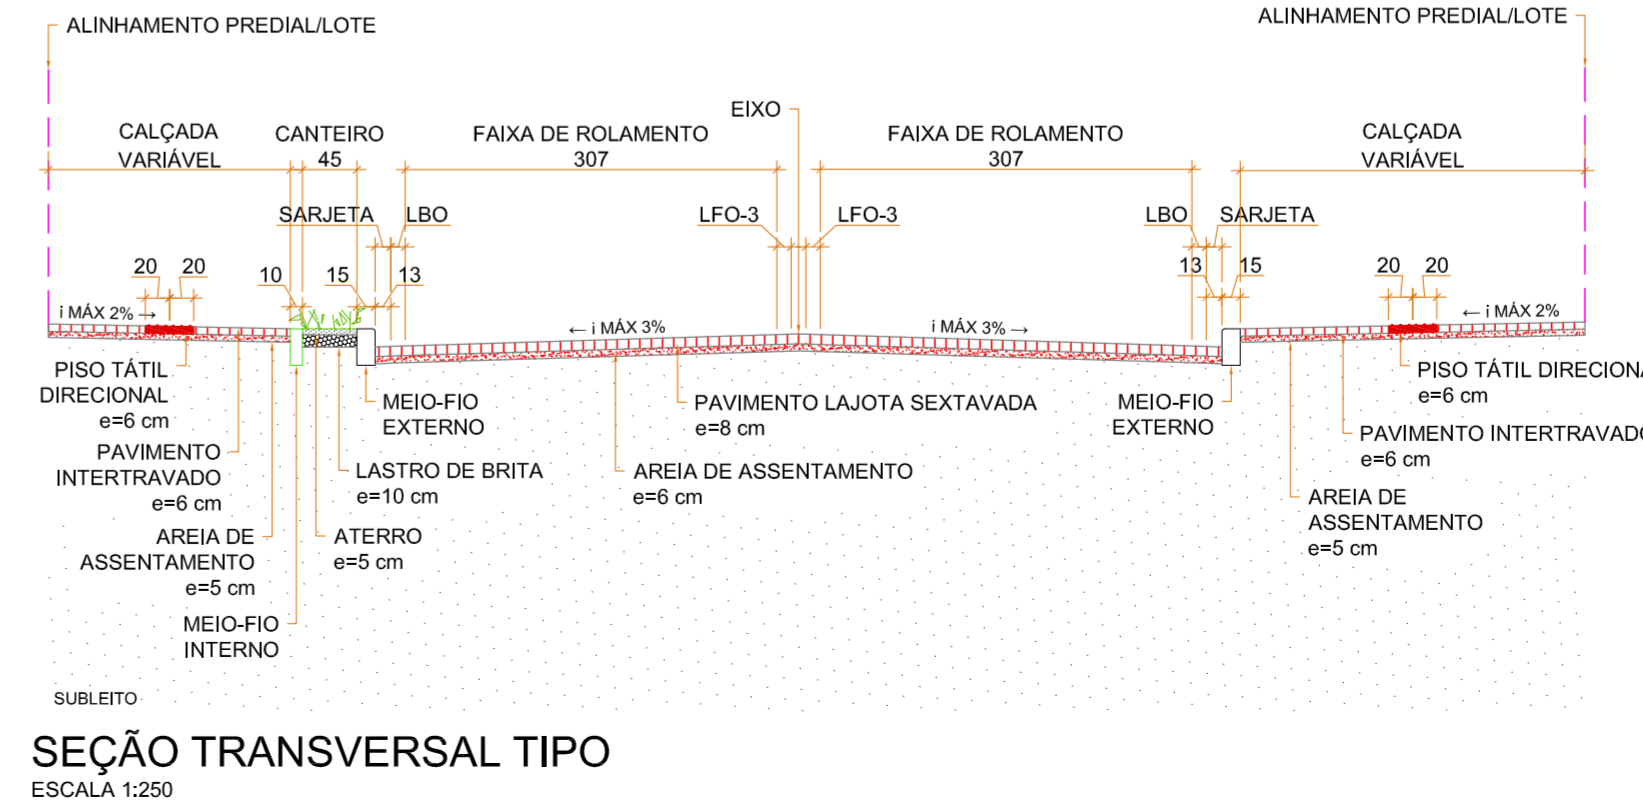 ALINHAMENTO PREDIAL/LOTE
ALINHAMENTO PREDIAL/LOTE
EIXO
CALÇADA
VARIÁVEL
CANTEIRO
45
FAIXA DE ROLAMENTO
307
FAIXA DE ROLAMENTO
307
CALÇADA
VARIÁVEL
SARJETA
LBO
LFO-3
LFO-3
LBO
SARJETA
20
20
10
15
13
13
15
20
20
i MÁX 2% →
← i MÁX 3%
i MÁX 3% →
← i MÁX 2%
PISO TÁTIL
DIRECIONAL
e=6 cm
PAVIMENTO
INTERTRAVADO
e=6 cm
AREIA DE
ASSENTAMENTO
e=5 cm
MEIO-FIO
INTERNO
MEIO-FIO
EXTERNO
LASTRO DE BRITA
e=10 cm
ATERRO
e=5 cm
PAVIMENTO LAJOTA SEXTAVADA
e=8 cm
AREIA DE ASSENTAMENTO
e=6 cm
MEIO-FIO
EXTERNO
PISO TÁTIL DIRECIONA
e=6 cm
PAVIMENTO INTERTRAVADO
e=6 cm
AREIA DE
ASSENTAMENTO
e=5 cm
SUBLEITO
SEÇÃO TRANSVERSAL TIPO
ESCALA 1:250